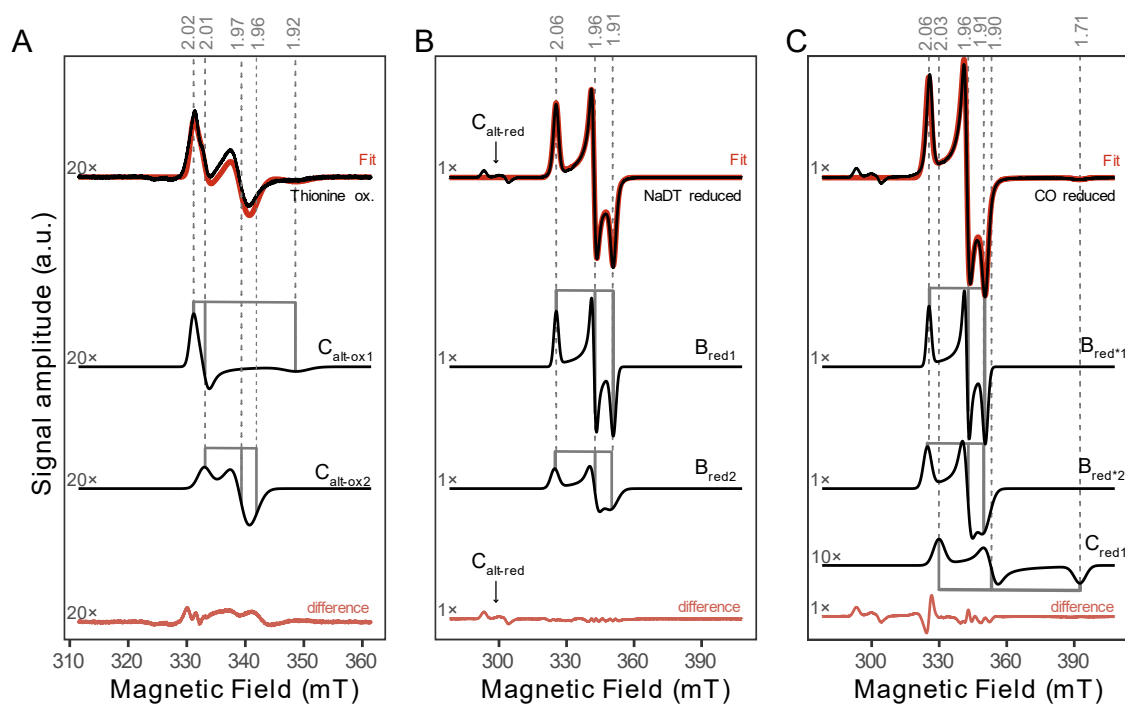 A
2.02
2.01
1.97
1.96
1.92
20×
Fit
Thionine ox.
20×
Calt-ox1
20×
Calt-ox2
20×
difference
310 330 340 350 360
Magnetic Field (mT)
Signal amplitude (a.u.)
B
2.06
1.96
1.91
Calt-red
1×
Fit
NaDT reduced
1×
Bred1
1×
Bred2
Calt-red
1×
difference
300 330 360 390
Magnetic Field (mT)
C
2.06
2.03
1.96
1.91
1.90
1.71
1×
Fit
CO reduced
1×
Bred*1
1×
Bred*2
10×
Cred1
1×
difference
300 330 360 390
Magnetic Field (mT)